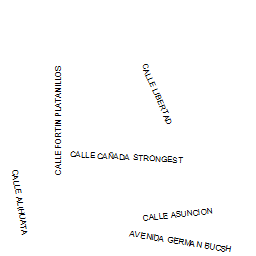 CALLE LIBERTAD
CALLE FORTIN PLATANILLOS
CALLE CAÑADA STRONGEST
CALLE ALIHUATA
CALLE ASUNCION
AVENIDA GERMAN BUCSH